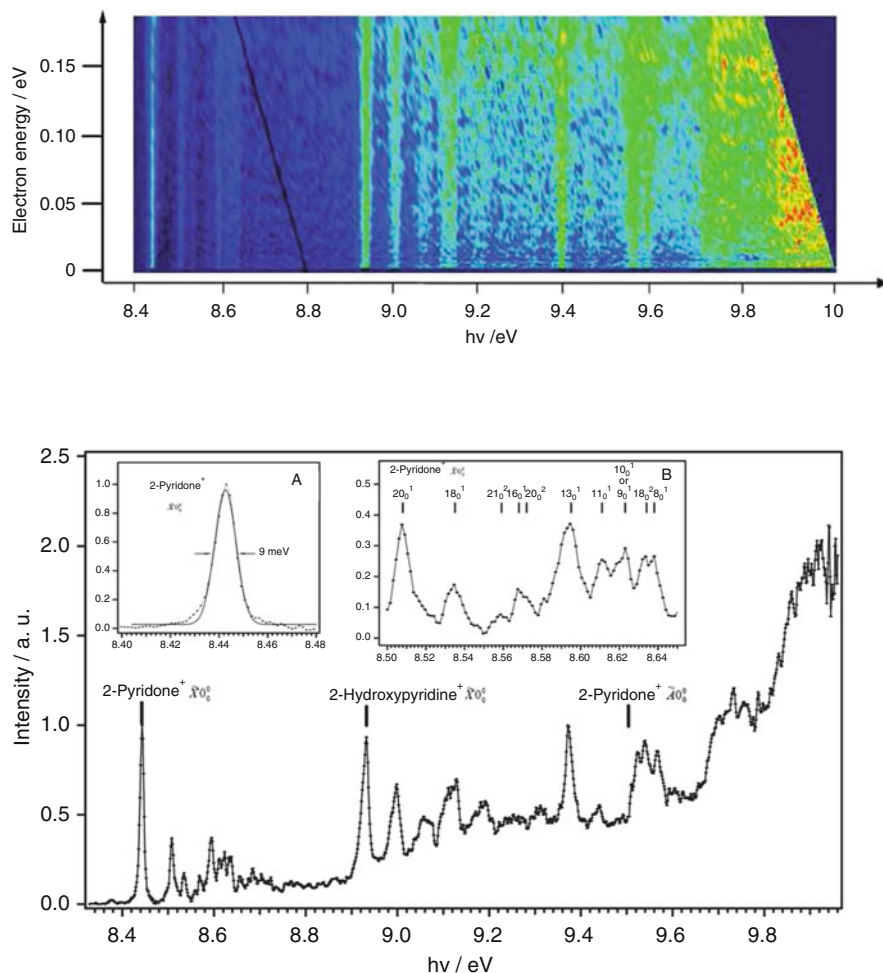 0.15
0.10
0.05
0
Electron energy / eV
8.4 8.6 8.8 9.0 9.2 9.4 9.6 9.8 10
hν /eV
2.5
2.0
1.5
1.0
0.5
0.0
Intensity / a. u.
2-Pyridone⁺
A
X̃0₀⁰
9 meV
1.0
0.8
0.6
0.4
0.2
0.0
8.40 8.42 8.44 8.46 8.48
2-Pyridone⁺ X̃0₀⁰
B
10₀¹
or
20₀¹ 18₀¹ 21₀² 16₀¹ 20₀² 13₀¹ 11₀¹ 9₀¹ 18₀² 8₀¹
0.5
0.4
0.3
0.2
0.1
0.0
8.50 8.52 8.54 8.56 8.58 8.60 8.62 8.64
2-Pyridone⁺ X̃0₀⁰
2-Hydroxypyridine⁺ X̃0₀⁰
2-Pyridone⁺ Ã0₀⁰
8.4 8.6 8.8 9.0 9.2 9.4 9.6 9.8
hν / eV